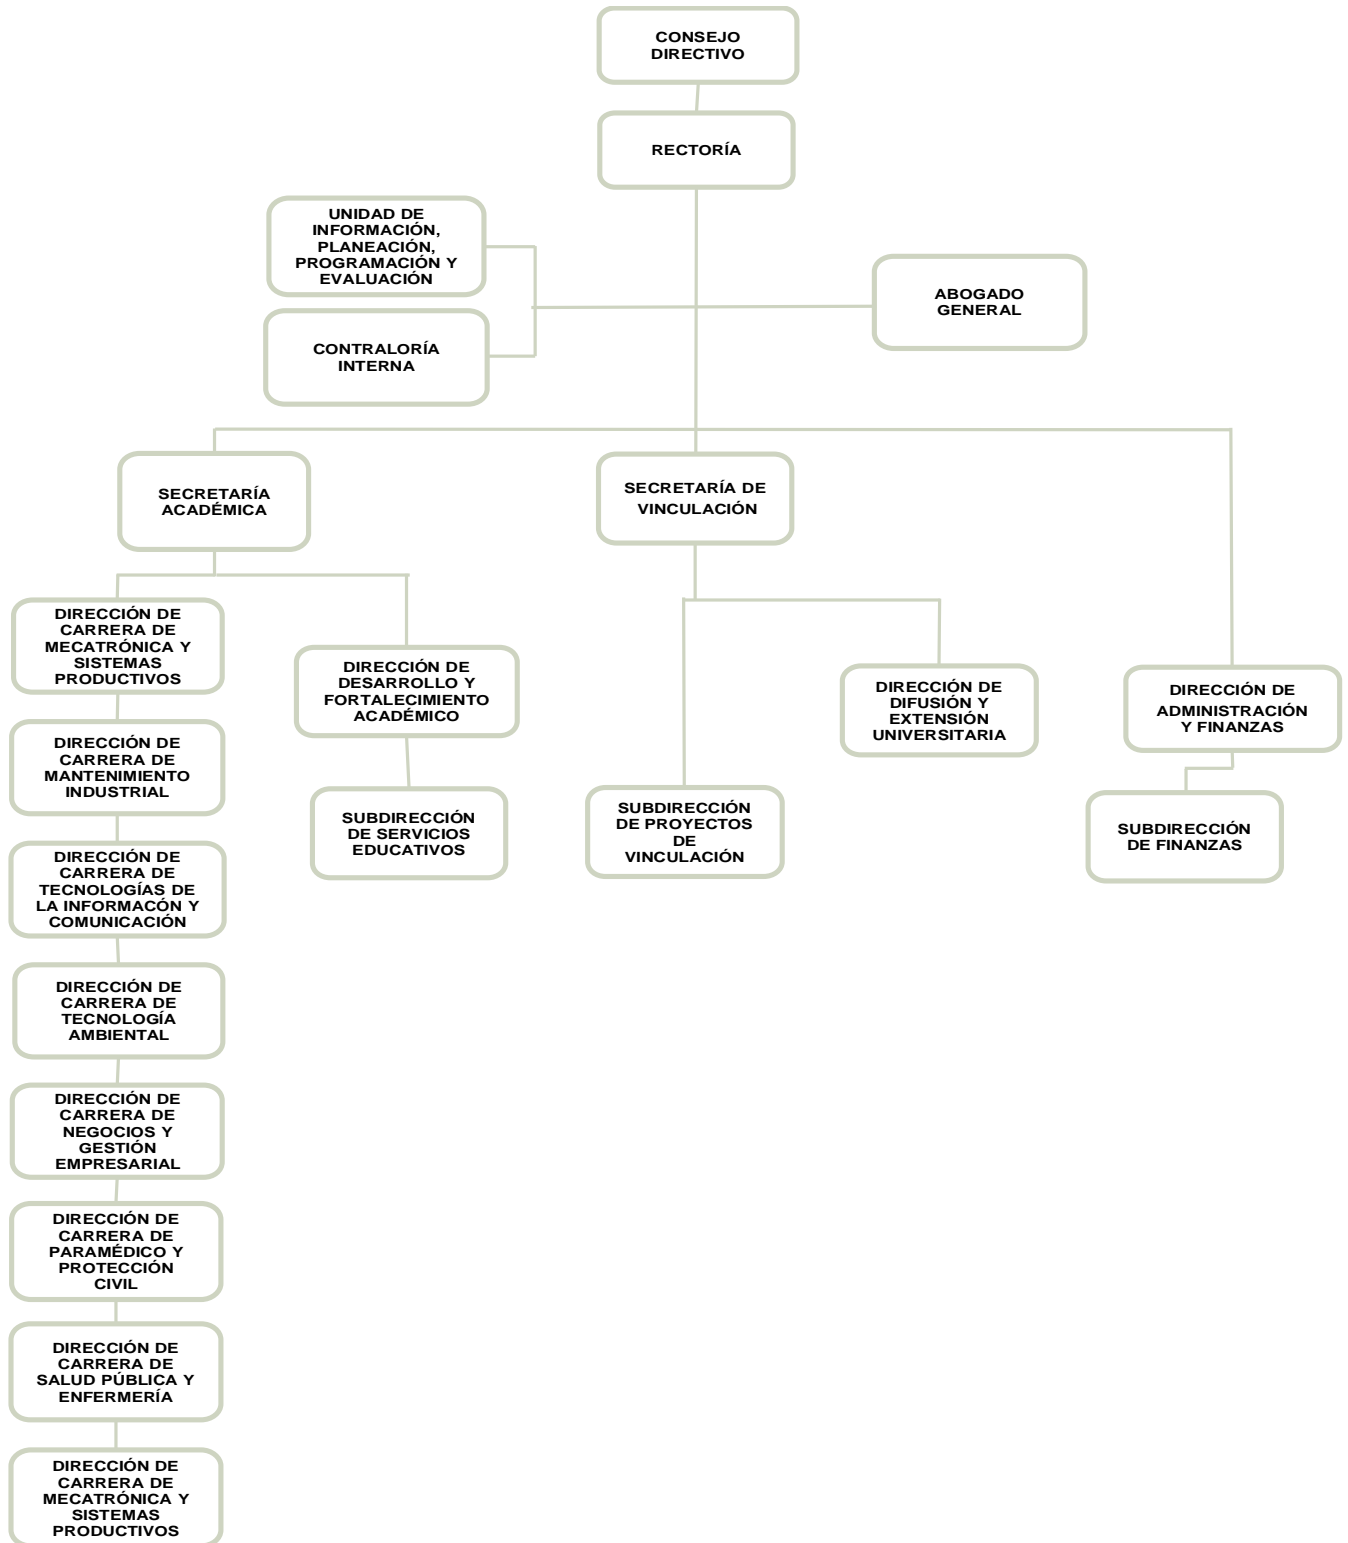 CONSEJO
DIRECTIVO
RECTORÍA
UNIDAD DE
INFORMACIÓN,
PLANEACIÓN,
PROGRAMACIÓN Y
EVALUACIÓN
ABOGADO
GENERAL
CONTRALORÍA
INTERNA
SECRETARÍA
ACADÉMICA
SECRETARÍA DE
VINCULACIÓN
DIRECCIÓN DE
CARRERA DE
MECATRÓNICA Y
SISTEMAS
PRODUCTIVOS
DIRECCIÓN DE
DESARROLLO Y
FORTALECIMIENTO
ACADÉMICO
DIRECCIÓN DE
DIFUSIÓN Y
EXTENSIÓN
UNIVERSITARIA
DIRECCIÓN DE
ADMINISTRACIÓN
Y FINANZAS
DIRECCIÓN DE
CARRERA DE
MANTENIMIENTO
INDUSTRIAL
SUBDIRECCIÓN
DE SERVICIOS
EDUCATIVOS
SUBDIRECCIÓN
DE PROYECTOS
DE
VINCULACIÓN
SUBDIRECCIÓN
DE FINANZAS
DIRECCIÓN DE
CARRERA DE
TECNOLOGÍAS DE
LA INFORMACÓN Y
COMUNICACIÓN
DIRECCIÓN DE
CARRERA DE
TECNOLOGÍA
AMBIENTAL
DIRECCIÓN DE
CARRERA DE
NEGOCIOS Y
GESTIÓN
EMPRESARIAL
DIRECCIÓN DE
CARRERA DE
PARAMÉDICO Y
PROTECCIÓN
CIVIL
DIRECCIÓN DE
CARRERA DE
SALUD PÚBLICA Y
ENFERMERÍA
DIRECCIÓN DE
CARRERA DE
MECATRÓNICA Y
SISTEMAS
PRODUCTIVOS